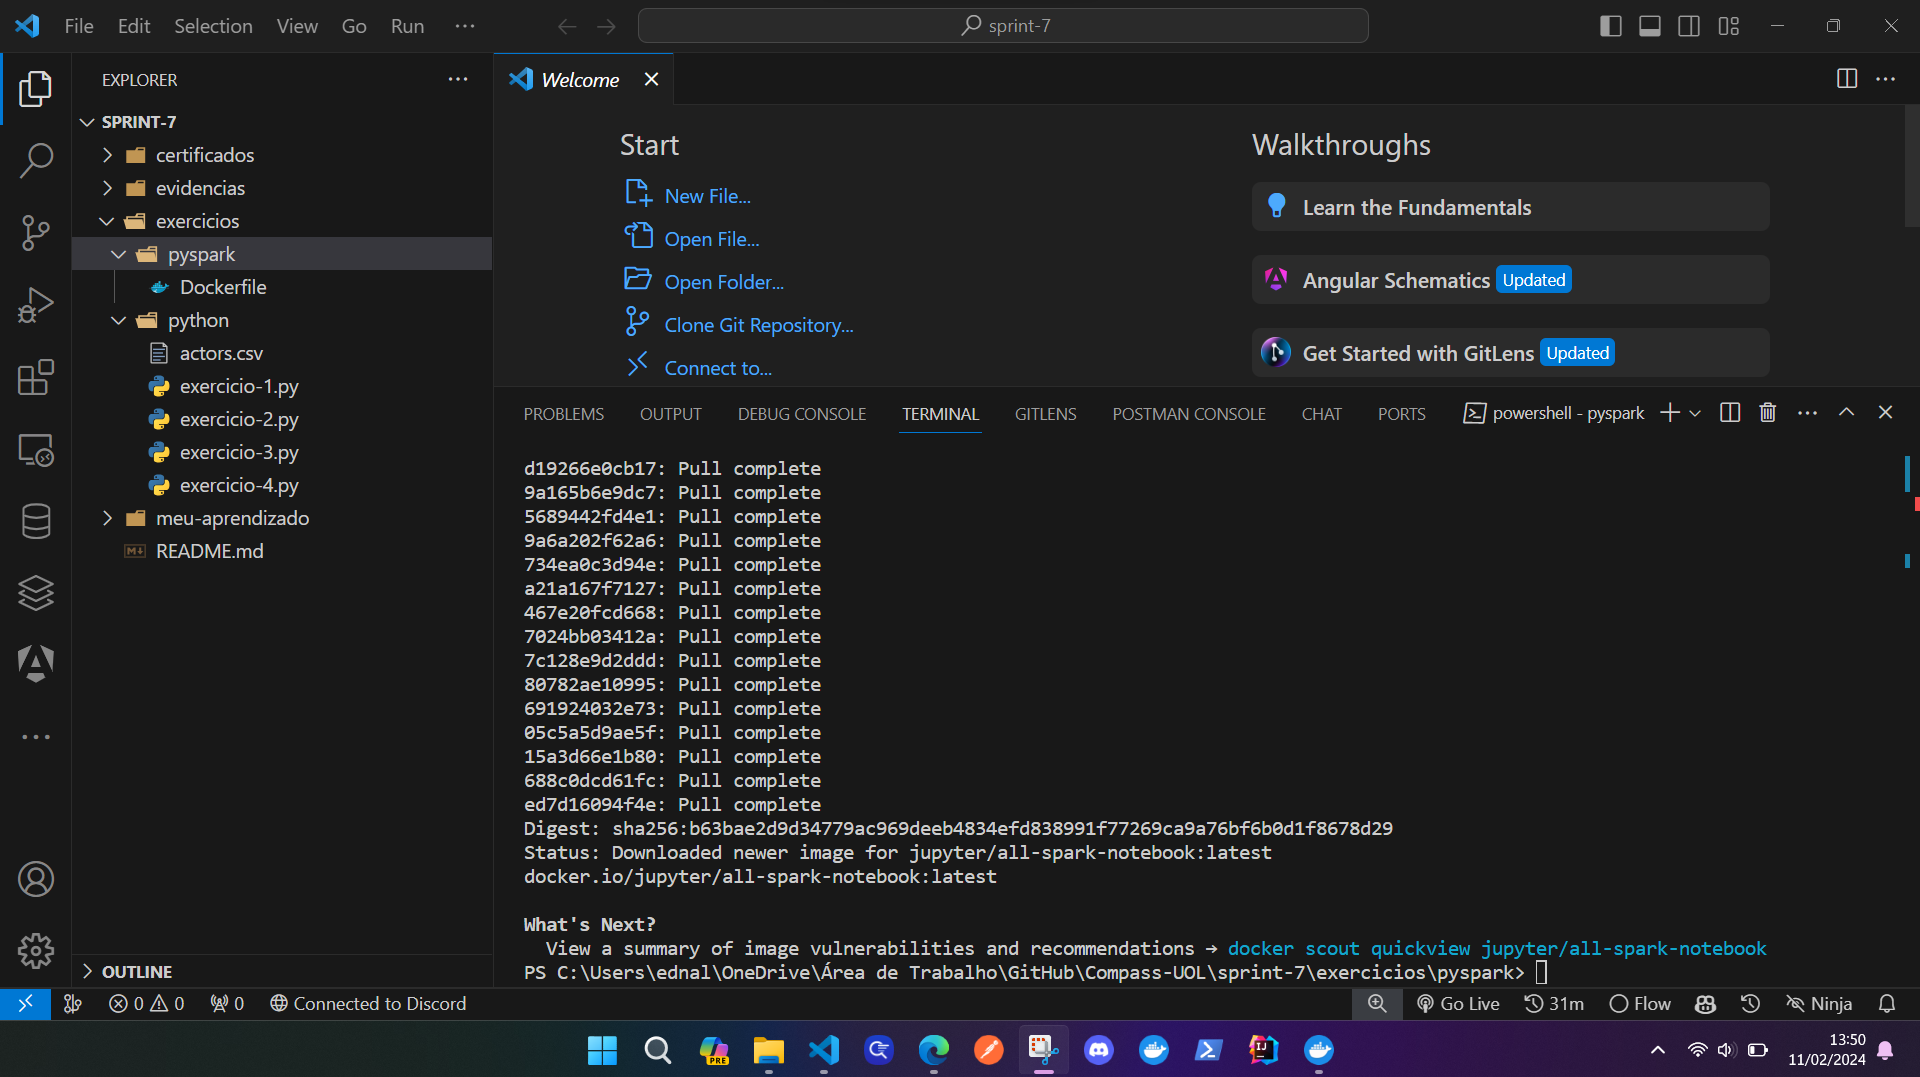 File Edit Selection View Go Run ···
sprint-7
EXPLORER
SPRINT-7
certificados
evidencias
exercicios
pyspark
Dockerfile
python
actors.csv
exercicio-1.py
exercicio-2.py
exercicio-3.py
exercicio-4.py
meu-aprendizado
README.md
OUTLINE
Welcome
Start
New File...
Open File...
Open Folder...
Clone Git Repository...
Connect to...
Walkthroughs
Learn the Fundamentals
Angular Schematics Updated
Get Started with GitLens Updated
PROBLEMS OUTPUT DEBUG CONSOLE TERMINAL GITLENS POSTMAN CONSOLE CHAT PORTS powershell - pyspark
d19266e0cb17: Pull complete
9a165b6e9dc7: Pull complete
5689442fd4e1: Pull complete
9a6a202f62a6: Pull complete
734ea0c3d94e: Pull complete
a21a167f7127: Pull complete
467e20fcd668: Pull complete
7024bb03412a: Pull complete
7c128e9d2ddd: Pull complete
80782ae10995: Pull complete
691924032e73: Pull complete
05c5a5d9ae5f: Pull complete
15a3d66e1b80: Pull complete
688c0dcd61fc: Pull complete
ed7d16094f4e: Pull complete
Digest: sha256:b63bae2d9d34779ac969deeb4834efd838991f77269ca9a76bf6b0d1f8678d29
Status: Downloaded newer image for jupyter/all-spark-notebook:latest
docker.io/jupyter/all-spark-notebook:latest
What's Next?
View a summary of image vulnerabilities and recommendations → docker scout quickview jupyter/all-spark-notebook
PS C:\Users\ednal\OneDrive\Área de Trabalho\GitHub\Compass-UOL\sprint-7\exercicios\pyspark>
0 0 0 Connected to Discord Go Live 31m Flow Ninja
PRE
IJ
13:50
11/02/2024